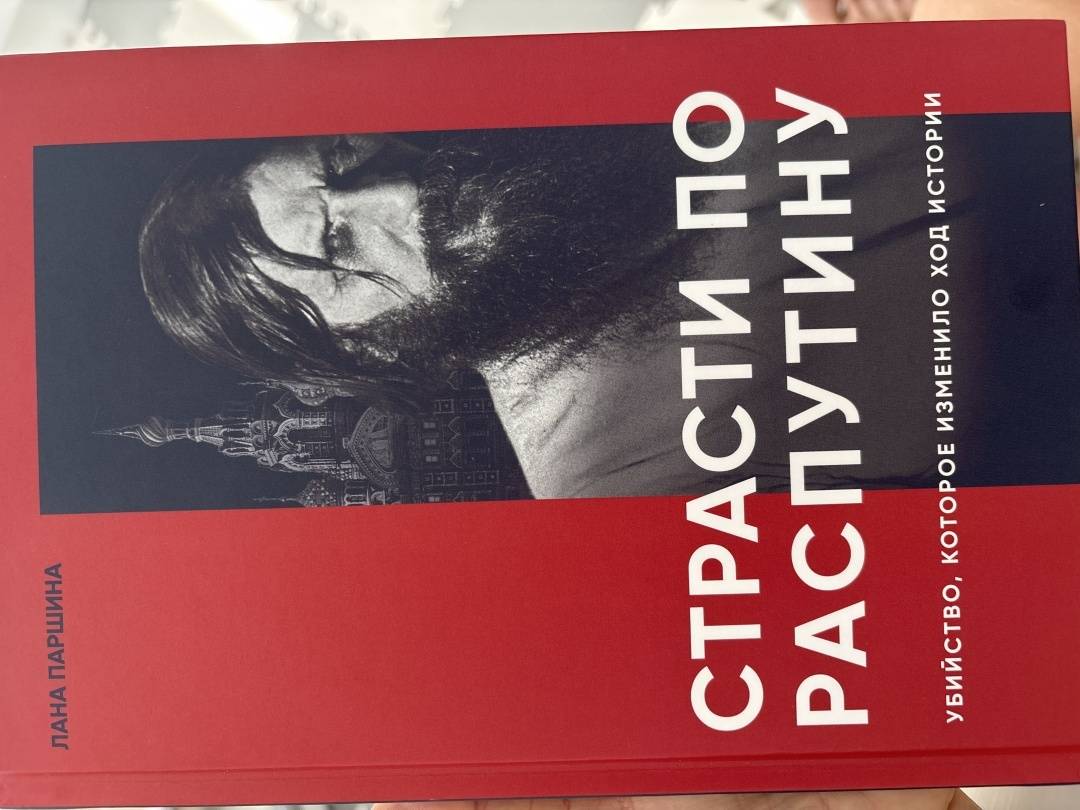 ЛАНА ПАРШИНА
СТРАСТИ ПО
РАСПУТИНУ
УБИЙСТВО, КОТОРОЕ ИЗМЕНИЛО ХОД ИСТОРИИ